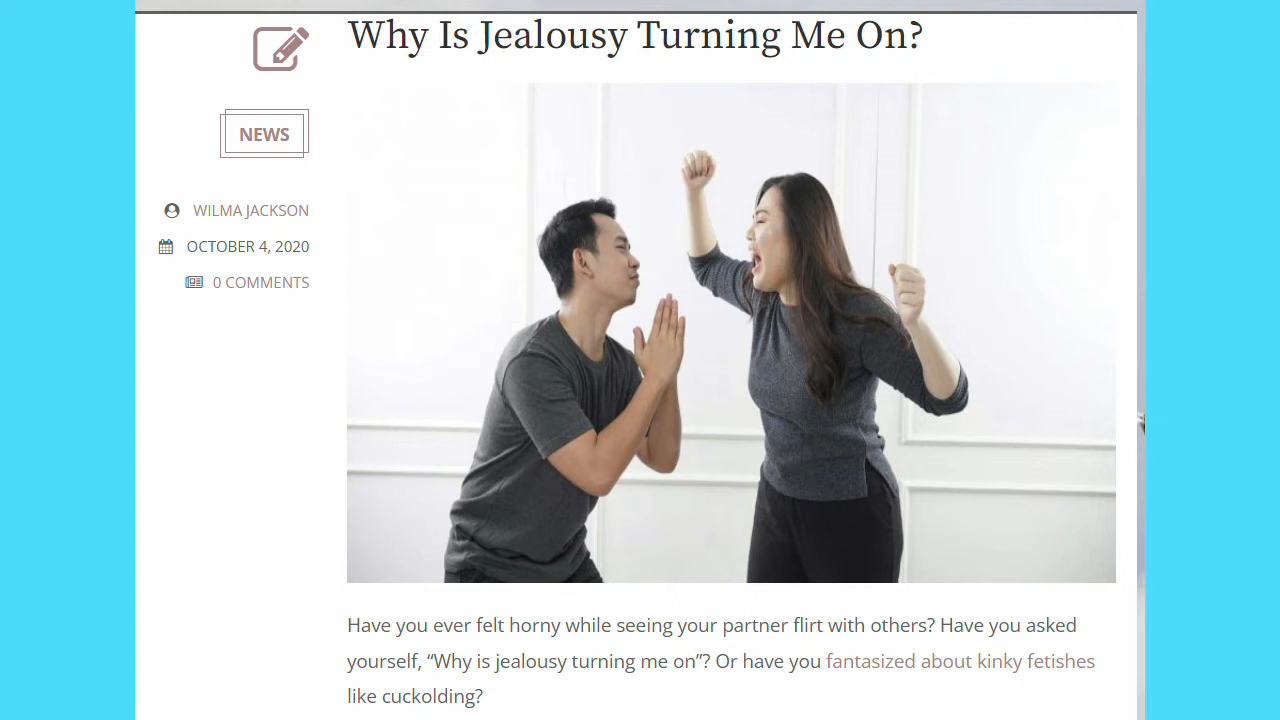 Why Is Jealousy Turning Me On?
NEWS
WILMA JACKSON
OCTOBER 4, 2020
0 COMMENTS
Have you ever felt horny while seeing your partner flirt with others? Have you asked
yourself, “Why is jealousy turning me on”? Or have you fantasized about kinky fetishes
like cuckolding?